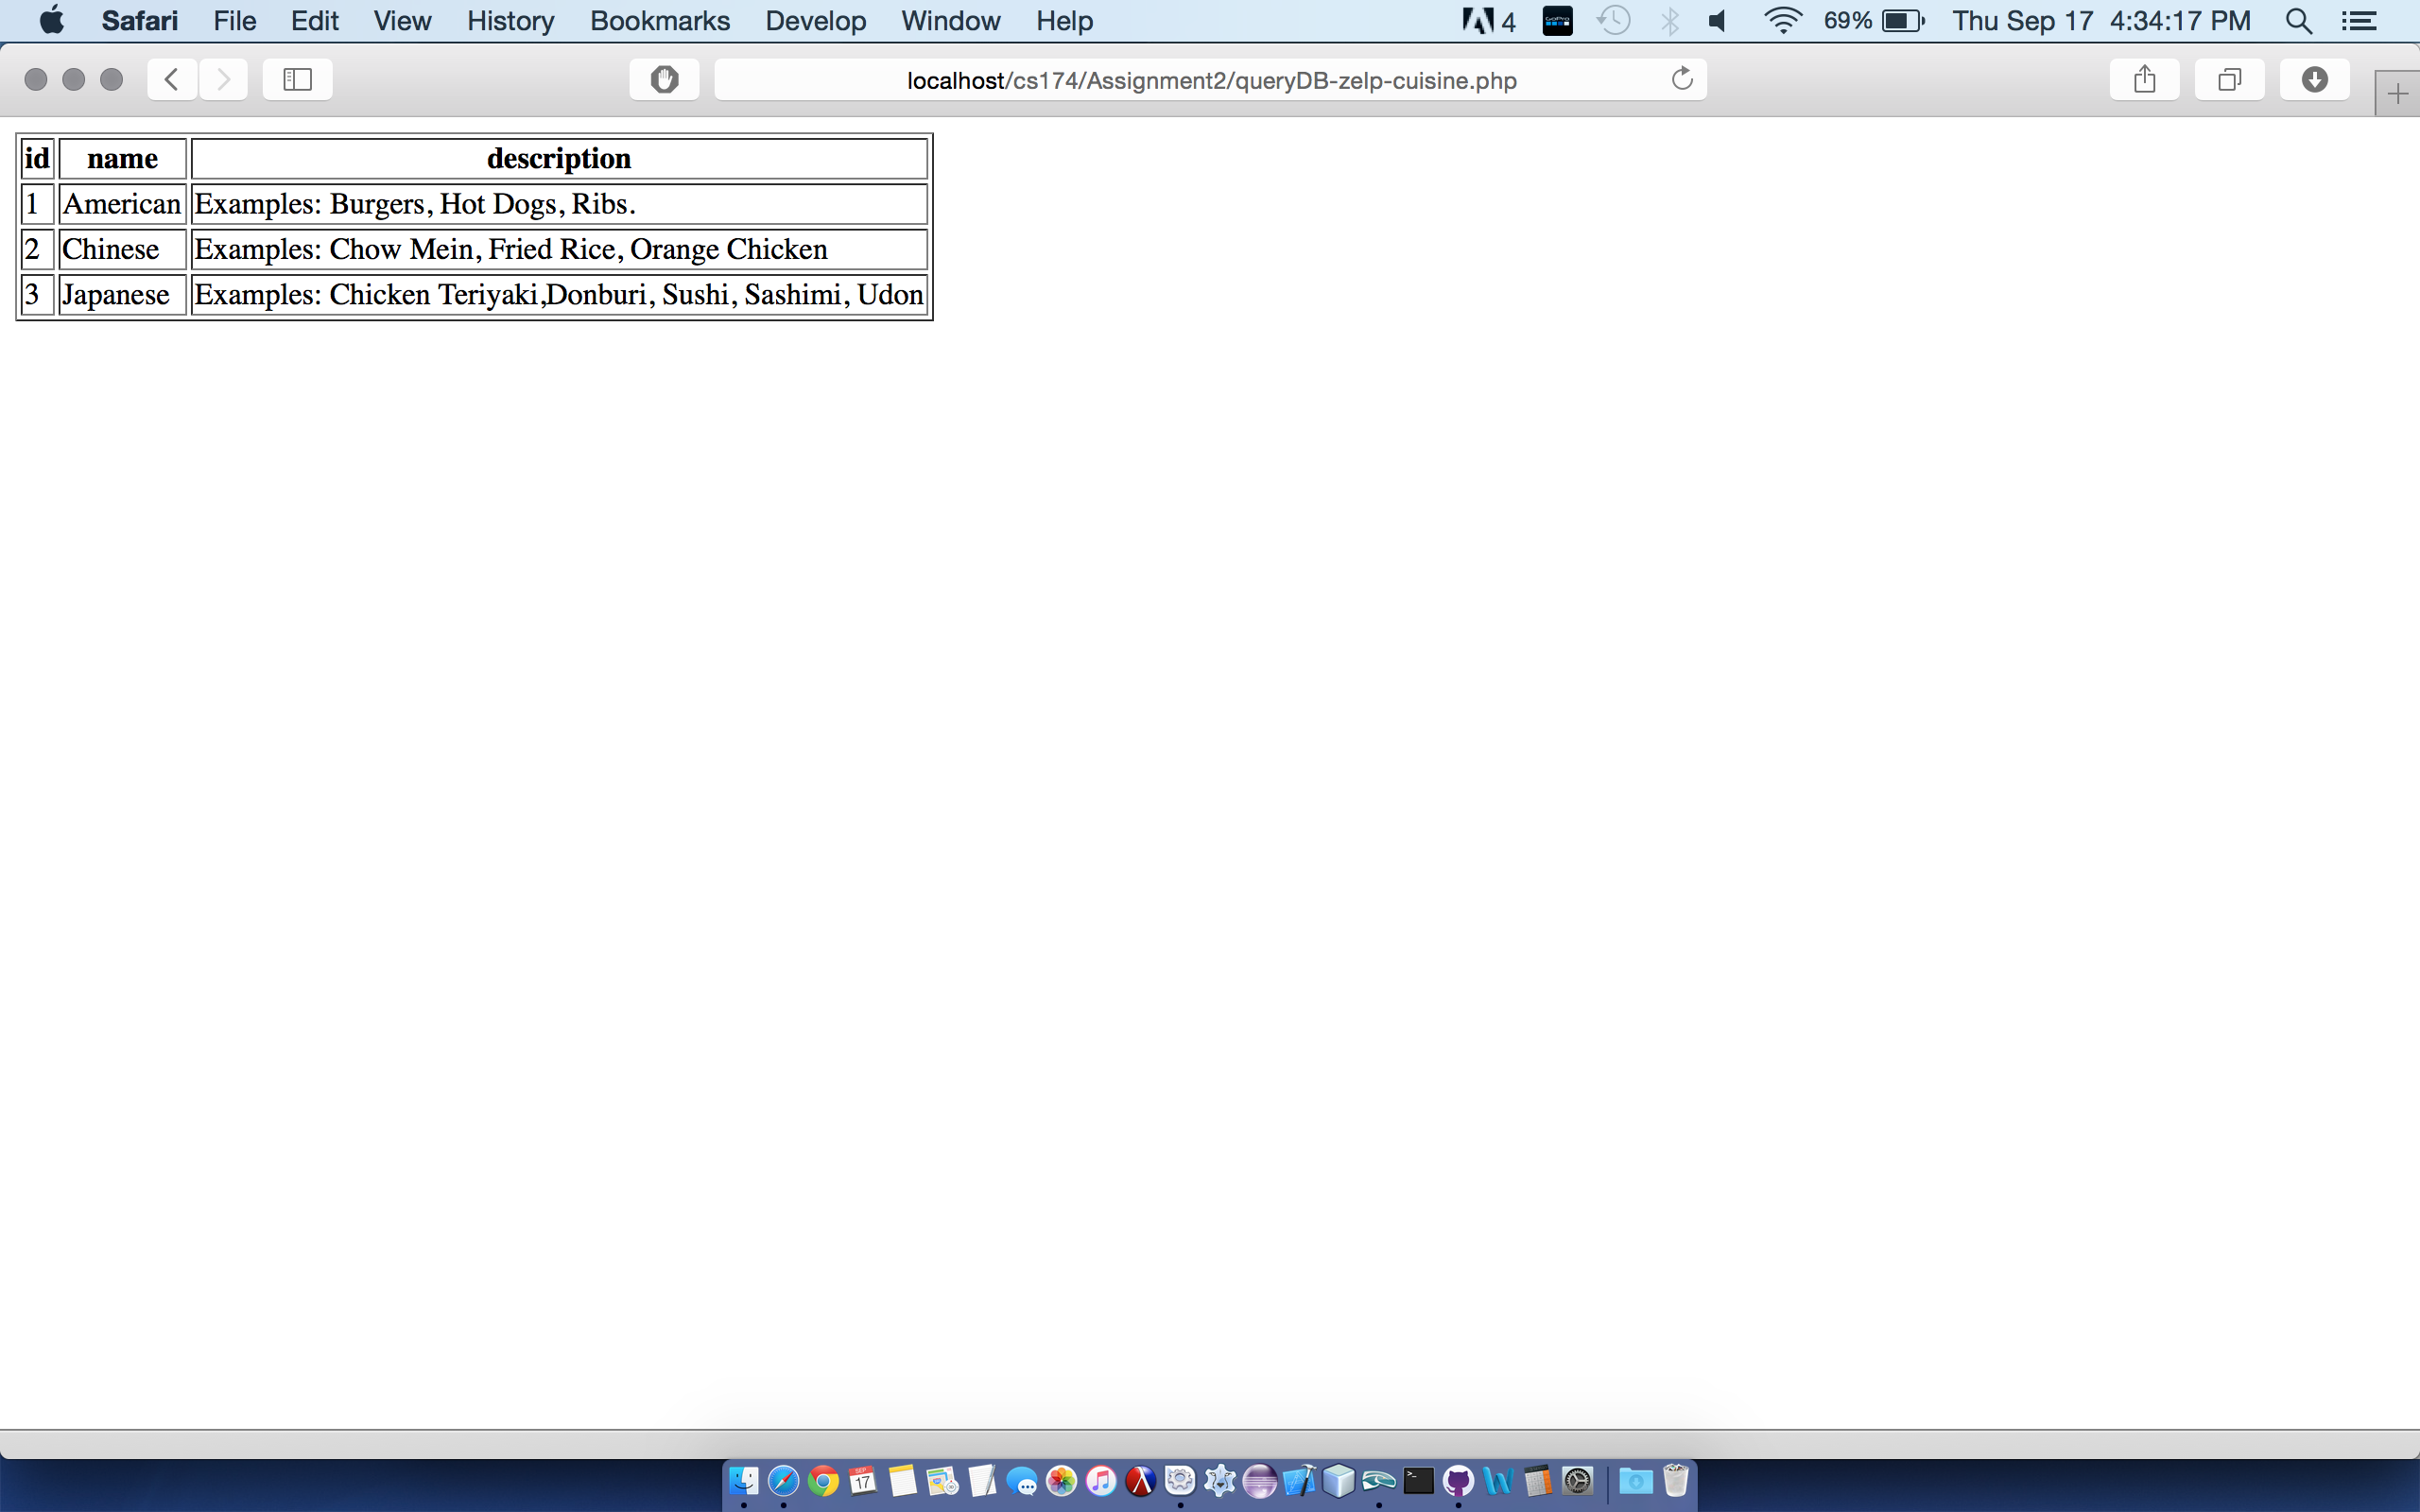 Safari File Edit View History Bookmarks Develop Window Help 4 GoPro 69% Thu Sep 17 4:34:17 PM
localhost/cs174/Assignment2/queryDB-zelp-cuisine.php
id name description
1 American Examples: Burgers, Hot Dogs, Ribs.
2 Chinese Examples: Chow Mein, Fried Rice, Orange Chicken
3 Japanese Examples: Chicken Teriyaki,Donburi, Sushi, Sashimi, Udon
SEP
17